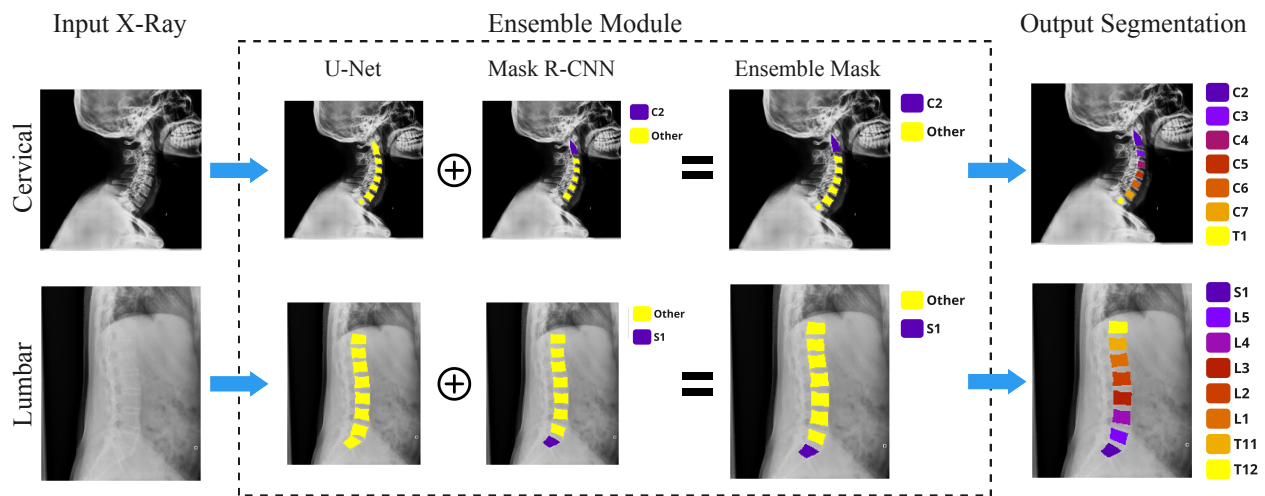 Input X-Ray
Ensemble Module
Output Segmentation
U-Net
Mask R-CNN
Ensemble Mask
Cervical
C2
Other
C2
Other
C2
C3
C4
C5
C6
C7
T1
Lumbar
Other
S1
Other
S1
S1
L5
L4
L3
L2
L1
T11
T12